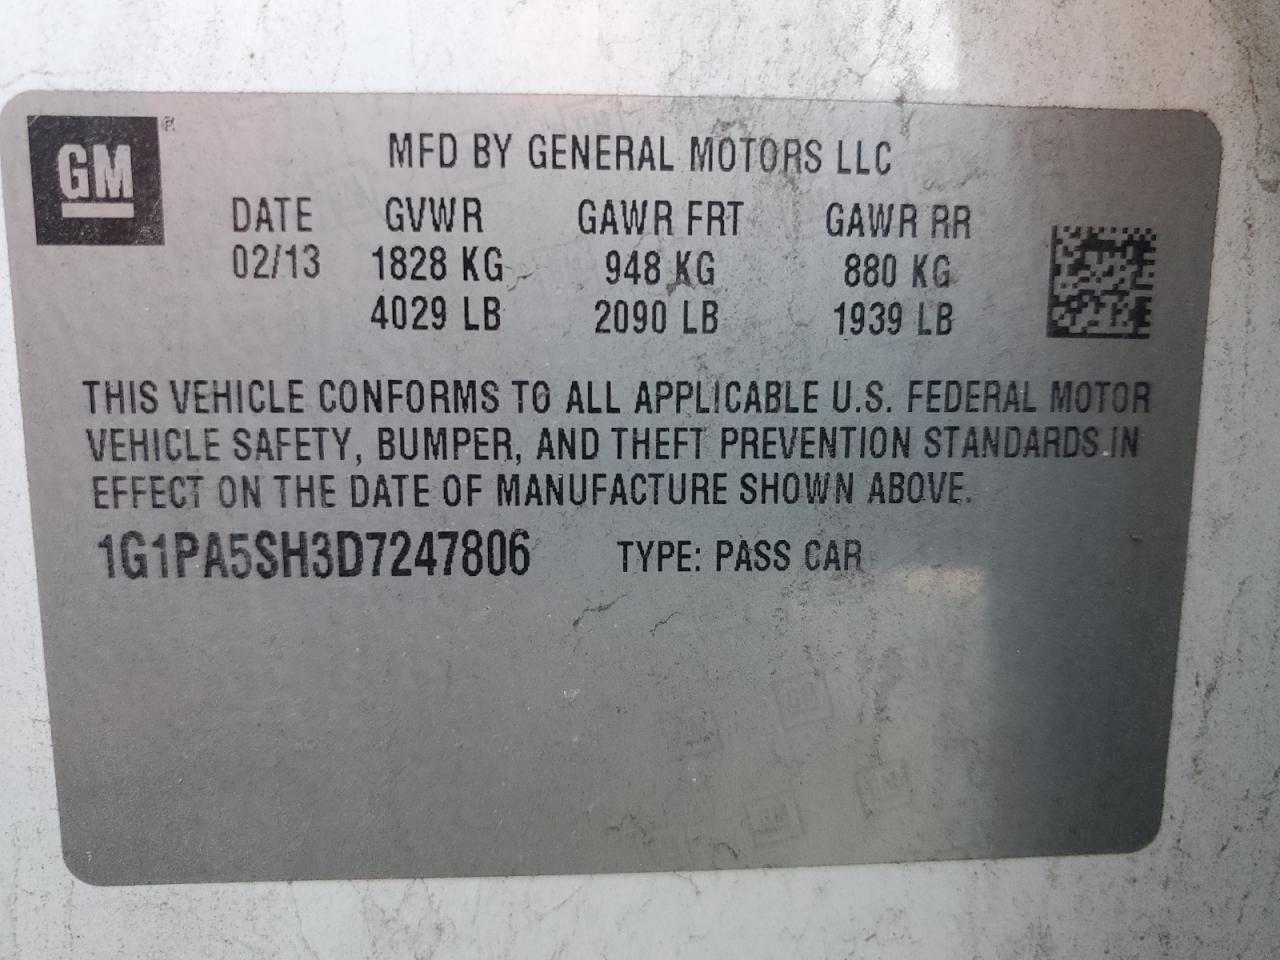 GM®
MFD BY GENERAL MOTORS LLC
DATE GVWR GAWR FRT GAWR RR
02/13 1828 KG 948 KG 880 KG
4029 LB 2090 LB 1939 LB
THIS VEHICLE CONFORMS TO ALL APPLICABLE U.S. FEDERAL MOTOR
VEHICLE SAFETY, BUMPER, AND THEFT PREVENTION STANDARDS IN
EFFECT ON THE DATE OF MANUFACTURE SHOWN ABOVE.
1G1PA5SH3D7247806 TYPE: PASS CAR